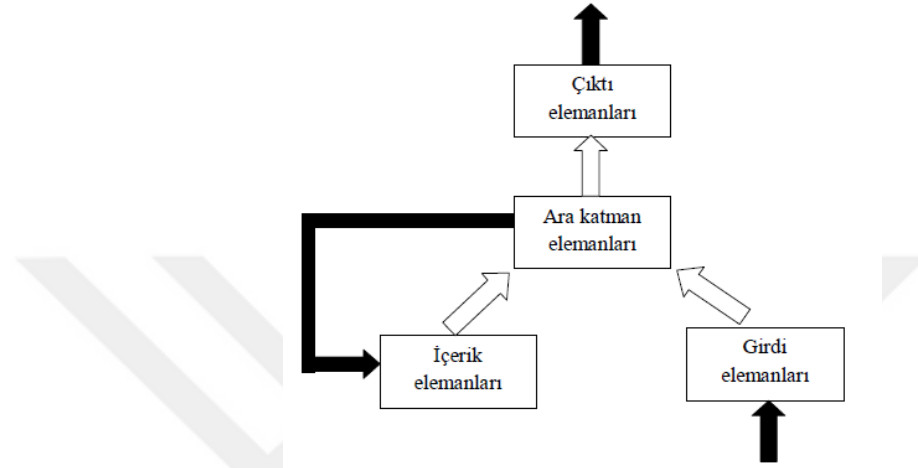 Çıktı
elemanları
Ara katman
elemanları
İçerik
elemanları
Girdi
elemanları